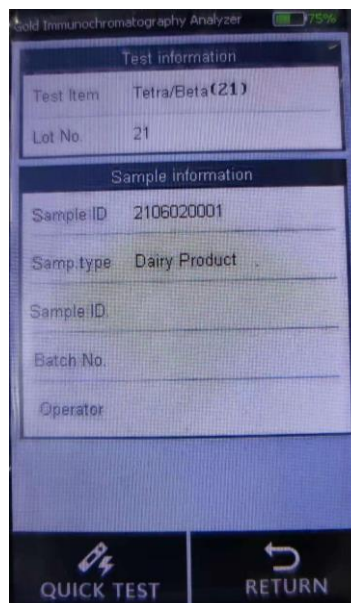 Gold Immunochromatography Analyzer 75%
Test information
Test Item Tetra/Beta(21)
Lot No. 21
Sample information
Sample ID 2106020001
Samp.type Dairy Product
Sample ID.
Batch No.
Operator
QUICK TEST RETURN